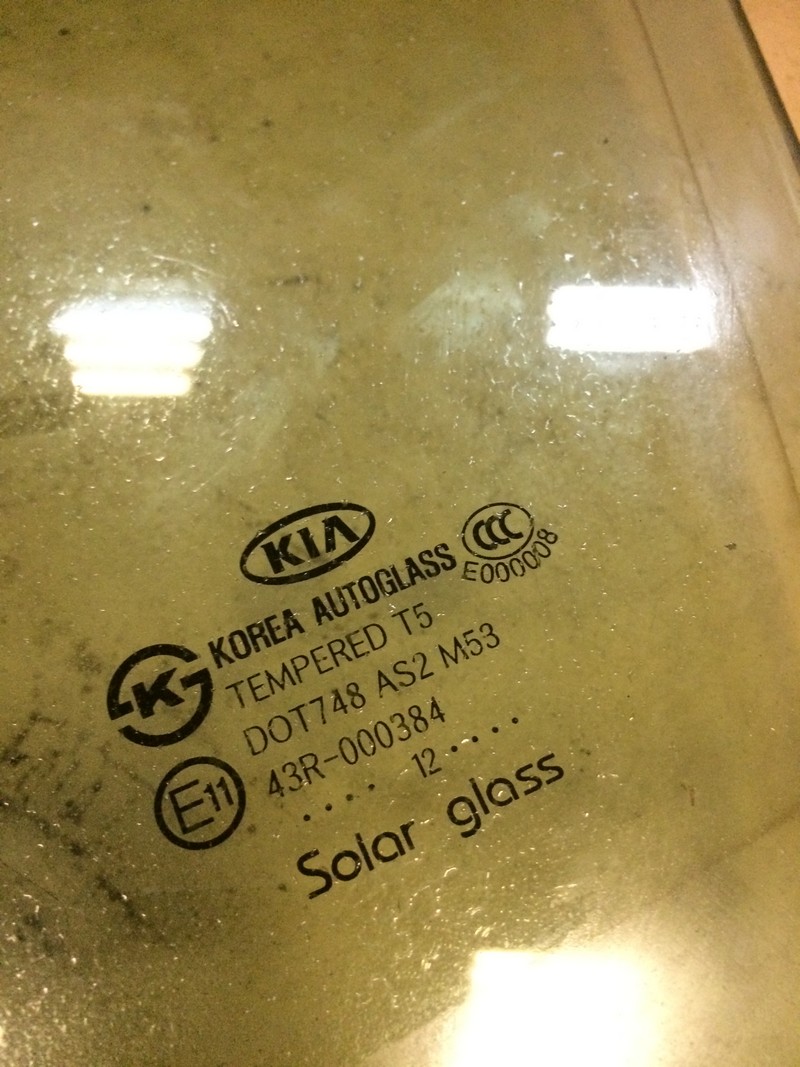 KIA
CCC
E000008
KOREA AUTOGLASS
K
TEMPERED T5
DOT748 AS2 M53
E11
43R-000384
.... 12 ....
Solar glass